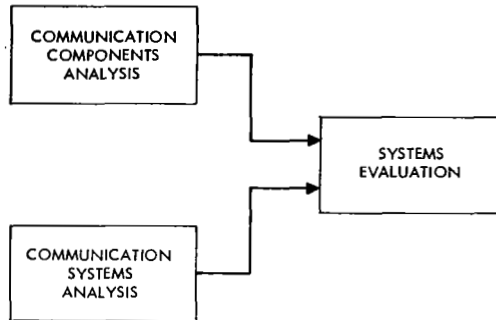 COMMUNICATION
COMPONENTS
ANALYSIS
SYSTEMS
EVALUATION
COMMUNICATION
SYSTEMS
ANALYSIS